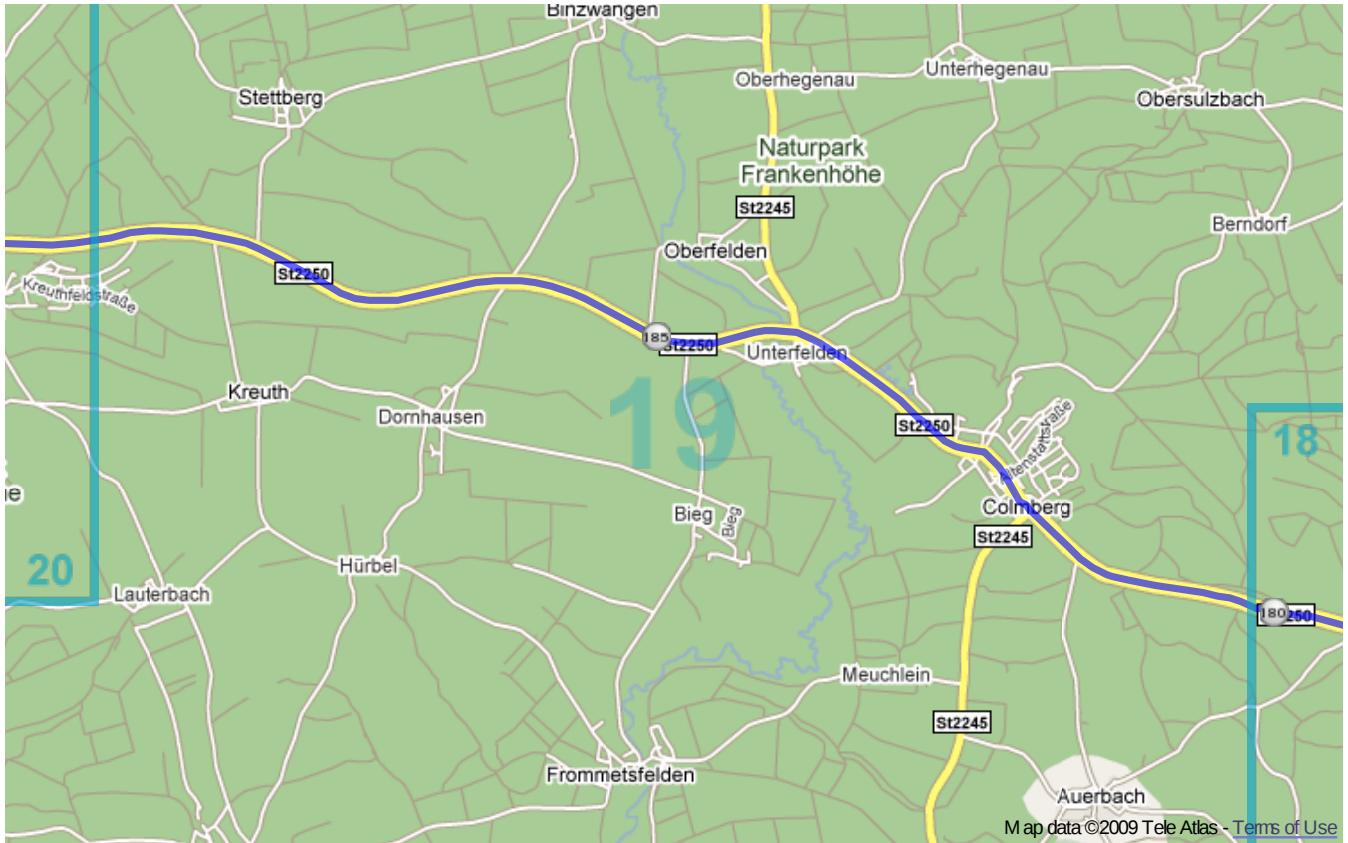 Binzwangen
Oberhegenau
Unterhegenau
Stettberg
Obersulzbach
Naturpark
Frankenhöhe
St2245
Berndorf
Oberfelden
St2250
Kreuthfeldstraße
185
St2250
Unterfelden
Kreuth
19
Dornhausen
St2250
Altenstattstraße
18
Colmberg
Bieg
Bieg
St2245
Hürbel
20
Lauterbach
180
Meuchlein
St2245
Frommetsfelden
Auerbach
Map data ©2009 Tele Atlas - Terms of Use